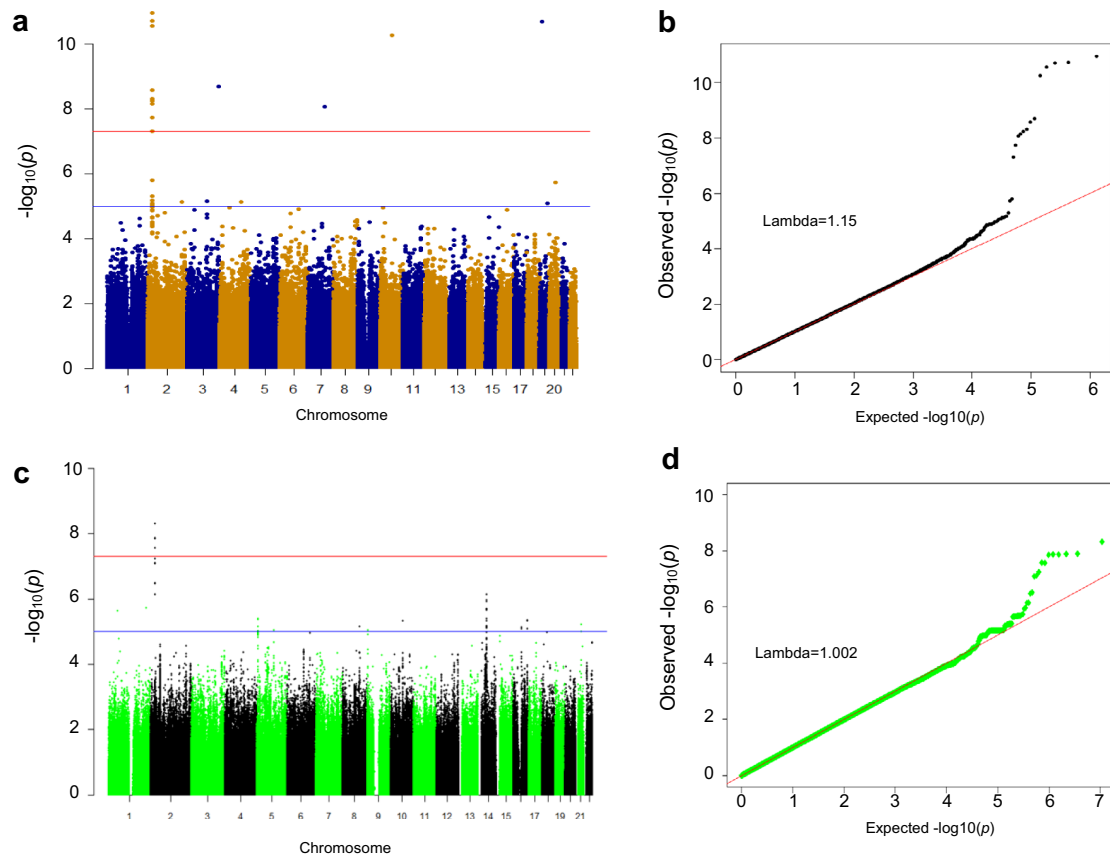 a
10
8
6
4
2
0
-log10(p)
1 2 3 4 5 6 7 8 9 11 13 15 17 20
Chromosome
b
10
8
6
4
2
0
Observed -log10(p)
Lambda=1.15
0 1 2 3 4 5 6
Expected -log10(p)
c
10
8
6
4
2
0
-log10(p)
1 2 3 4 5 6 7 8 9 10 11 12 13 14 15 17 19 21
Chromosome
d
10
8
6
4
2
0
Observed -log10(p)
Lambda=1.002
0 1 2 3 4 5 6 7
Expected -log10(p)